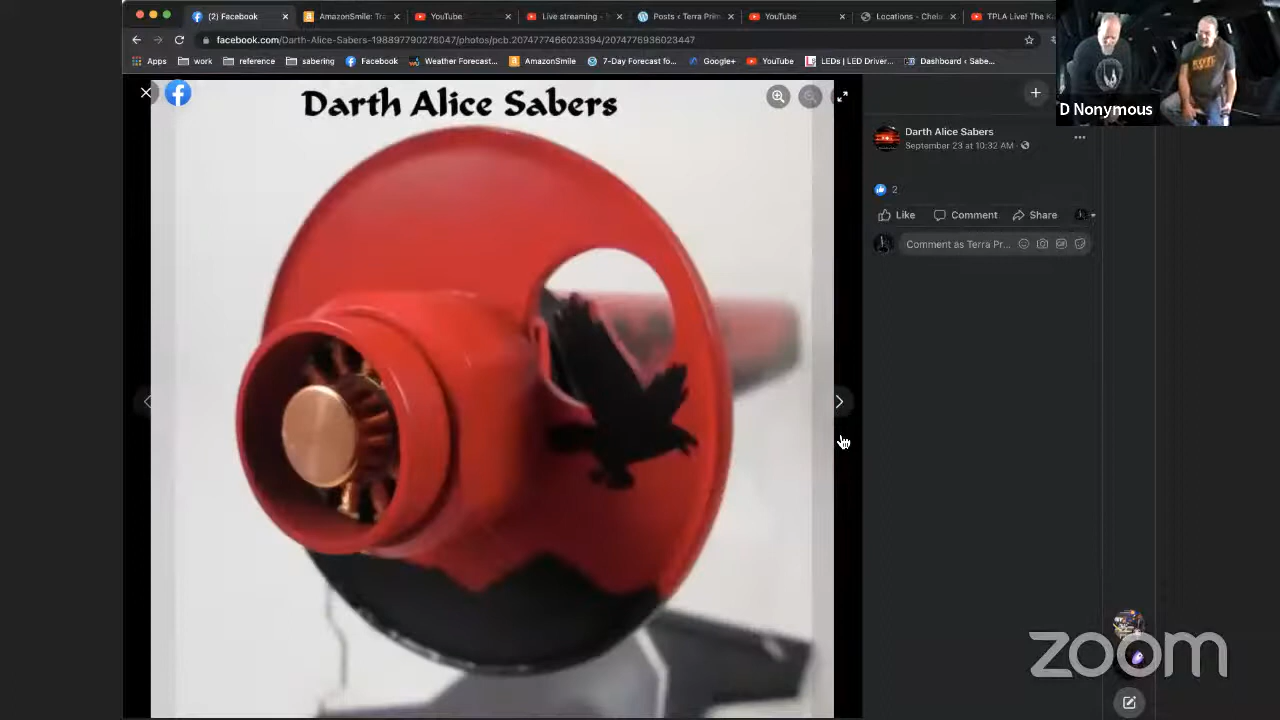 (2) Facebook
AmazonSmile: Tra
YouTube
Live streaming -
Posts ‹ Terra Prim
YouTube
Locations - Chelu
TPLA Live! The K
facebook.com/Darth-Alice-Sabers-198897790278047/photos/pcb.2074777466023394/2074776936023447
Apps
work
reference
sabering
Facebook
Weather Forecast...
AmazonSmile
7-Day Forecast fo...
Google+
YouTube
LEDs | LED Driver...
Dashboard ‹ Sabe...
D Nonymous
Darth Alice Sabers
Darth Alice Sabers
September 23 at 10:32 AM
2
Like
Comment
Share
Comment as Terra Pr...
zoom